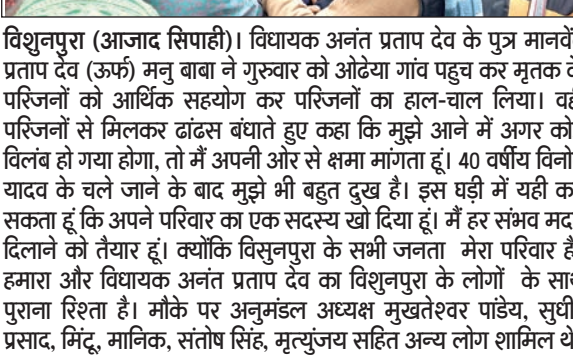 विशुनपुरा (आजाद सिपाही)। विधायक अनंत प्रताप देव के पुत्र मानवें
प्रताप देव (ऊर्फ) मनु बाबा ने गुरुवार को ओढेया गांव पहुच कर मृतक के
परिजनों को आर्थिक सहयोग कर परिजनों का हाल-चाल लिया। वही
परिजनों से मिलकर ढांढस बंधाते हुए कहा कि मुझे आने में अगर को
विलंब हो गया होगा, तो मैं अपनी ओर से क्षमा मांगता हूं। 40 वर्षीय विनो
यादव के चले जाने के बाद मुझे भी बहुत दुख है। इस घड़ी में यही क
सकता हूं कि अपने परिवार का एक सदस्य खो दिया हूं। मैं हर संभव मद
दिलाने को तैयार हूं। क्योंकि विसुनपुरा के सभी जनता मेरा परिवार है
हमारा और विधायक अनंत प्रताप देव का विशुनपुरा के लोगों के साथ
पुराना रिश्ता है। मौके पर अनुमंडल अध्यक्ष मुखतेश्वर पांडेय, सुधी
प्रसाद, मिंटू, मानिक, संतोष सिंह, मृत्युंजय सहित अन्य लोग शामिल थे